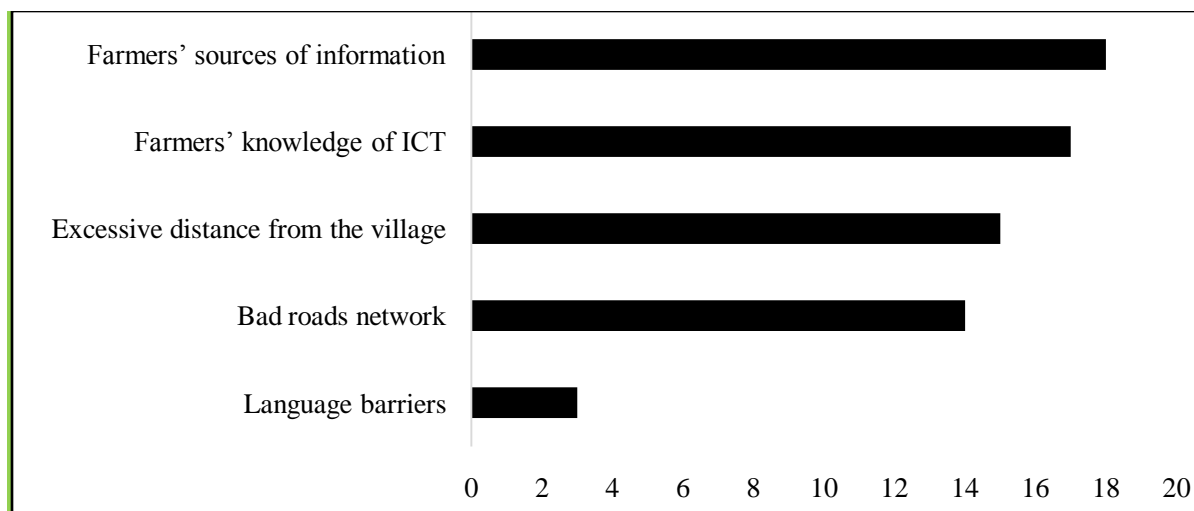 Farmers’ sources of information
Farmers’ knowledge of ICT
Excessive distance from the village
Bad roads network
Language barriers
0 2 4 6 8 10 12 14 16 18 20